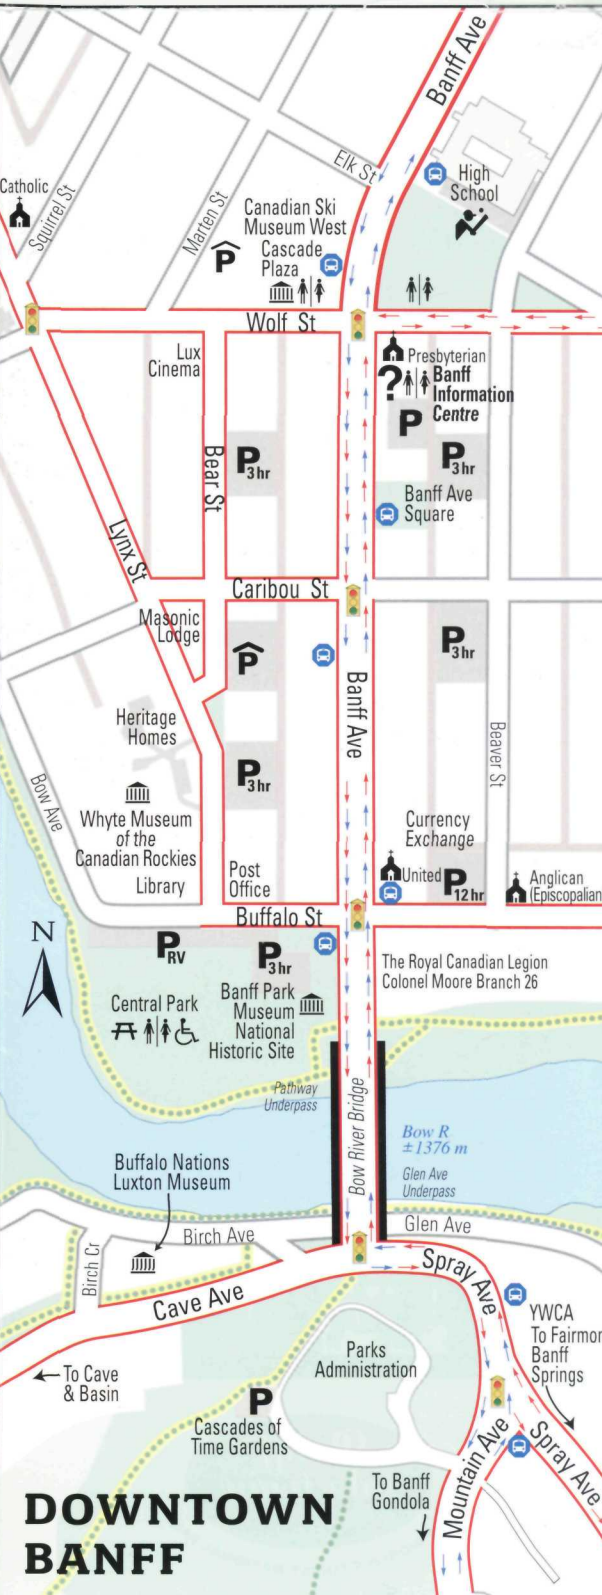 Banff Ave
Elk St
High
School
Catholic
Squirrel St
Marten St
Canadian Ski
Museum West
Cascade
Plaza
P
Wolf St
Lux
Cinema
Presbyterian
?
Banff
Information
Centre
P
P3hr
P3hr
Bear St
Banff Ave
Square
Lynx St
Caribou St
Masonic
Lodge
P
P3hr
Banff Ave
Heritage
Homes
Beaver St
P3hr
Bow Ave
Whyte Museum
of the
Canadian Rockies
Library
Currency
Exchange
Post
Office
United
P12hr
Anglican
(Episcopalian
Buffalo St
N
PRV
P3hr
The Royal Canadian Legion
Colonel Moore Branch 26
Central Park
Banff Park
Museum
National
Historic Site
Pathway
Underpass
Bow River Bridge
Bow R
±1376 m
Glen Ave
Underpass
Buffalo Nations
Luxton Museum
Birch Ave
Glen Ave
Birch Cr
Cave Ave
Spray Ave
YWCA
To Fairmon
Banff
Springs
Parks
Administration
To Cave
& Basin
P
Cascades of
Time Gardens
Spray Ave
Mountain Ave
To Banff
Gondola
DOWNTOWN
BANFF